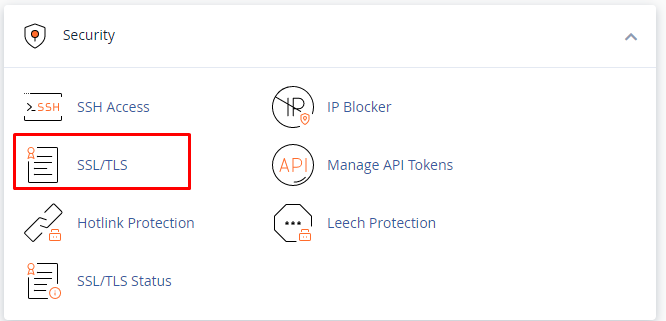 Security
SSH Access
IP Blocker
SSL/TLS
Manage API Tokens
Hotlink Protection
Leech Protection
SSL/TLS Status
>_SSH
IP
API